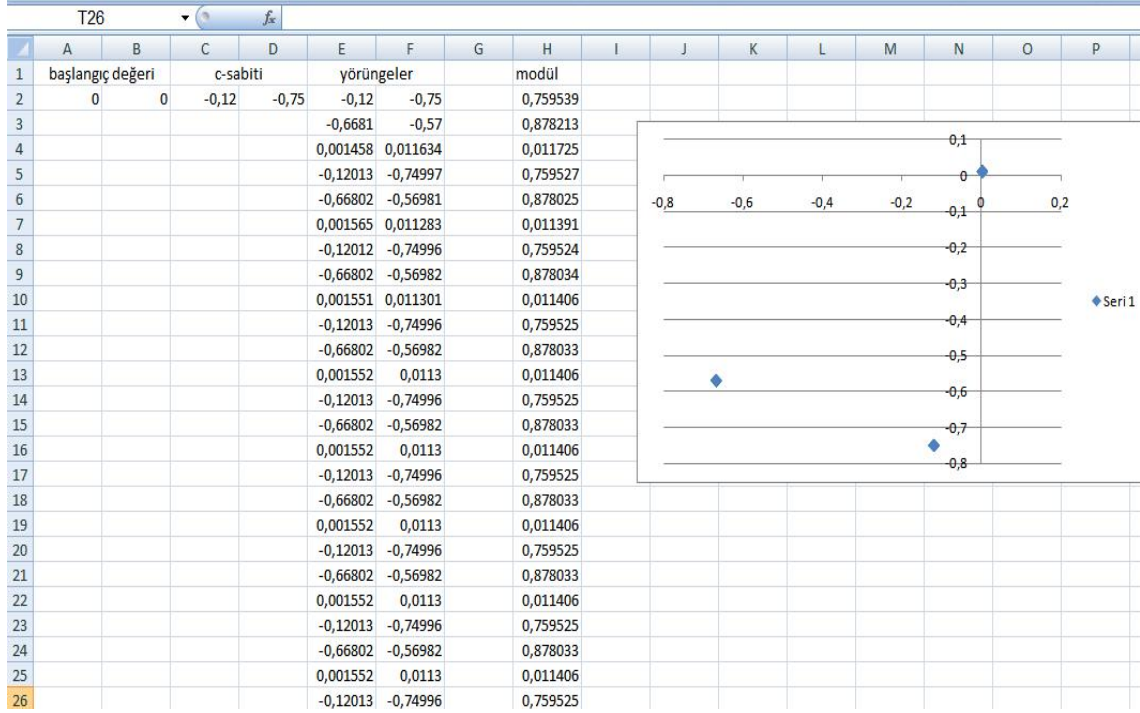 T26 fx
A B C D E F G H I J K L M N O P
1 başlangıç değeri c-sabiti yörüngeler modül
2 0 0 -0,12 -0,75 -0,12 -0,75 0,759539
3 -0,6681 -0,57 0,878213
4 0,001458 0,011634 0,011725
5 -0,12013 -0,74997 0,759527
6 -0,66802 -0,56981 0,878025
7 0,001565 0,011283 0,011391
8 -0,12012 -0,74996 0,759524
9 -0,66802 -0,56982 0,878034
10 0,001551 0,011301 0,011406
11 -0,12013 -0,74996 0,759525
12 -0,66802 -0,56982 0,878033
13 0,001552 0,0113 0,011406
14 -0,12013 -0,74996 0,759525
15 -0,66802 -0,56982 0,878033
16 0,001552 0,0113 0,011406
17 -0,12013 -0,74996 0,759525
18 -0,66802 -0,56982 0,878033
19 0,001552 0,0113 0,011406
20 -0,12013 -0,74996 0,759525
21 -0,66802 -0,56982 0,878033
22 0,001552 0,0113 0,011406
23 -0,12013 -0,74996 0,759525
24 -0,66802 -0,56982 0,878033
25 0,001552 0,0113 0,011406
26 -0,12013 -0,74996 0,759525
0,1
0
-0,8 -0,6 -0,4 -0,2 0 0,2
-0,1
-0,2
-0,3
Seri 1
-0,4
-0,5
-0,6
-0,7
-0,8